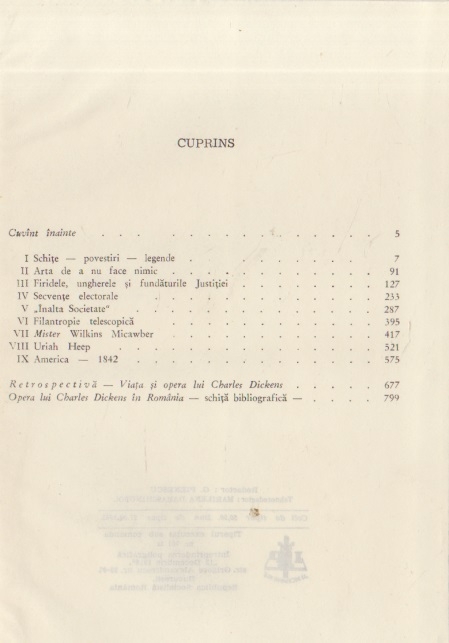 CUPRINS
Cuvînt înainte . . . . . . . . . . . . . . . 5
I Schițe — povestiri — legende . . . . . . . . . . . 7
II Arta de a nu face nimic . . . . . . . . . . . . 91
III Firidele, ungherele și fundăturile Justiției . . . . . . . . 127
IV Secvențe electorale . . . . . . . . . . . . . 233
V „Inalta Societate" . . . . . . . . . . . . . 287
VI Filantropie telescopică . . . . . . . . . . . . 395
VII Mister Wilkins Micawber . . . . . . . . . . . . 417
VIII Uriah Heep . . . . . . . . . . . . . . 521
IX America — 1842 . . . . . . . . . . . . . 575
Retrospectivă — Viața și opera lui Charles Dickens . . . . . 677
Opera lui Charles Dickens în România — schiță bibliografică — . . . . 799